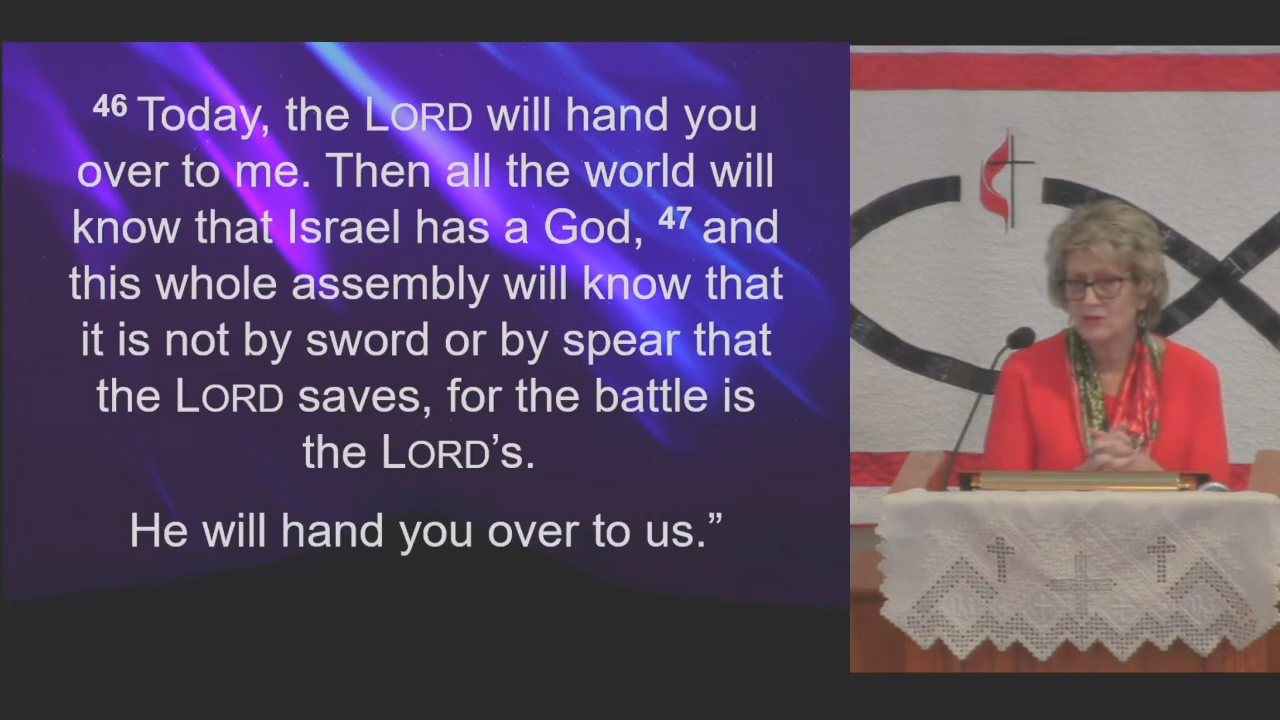 46 Today, the LORD will hand you
over to me. Then all the world will
know that Israel has a God, 47 and
this whole assembly will know that
it is not by sword or by spear that
the LORD saves, for the battle is
the LORD’s.
He will hand you over to us.”